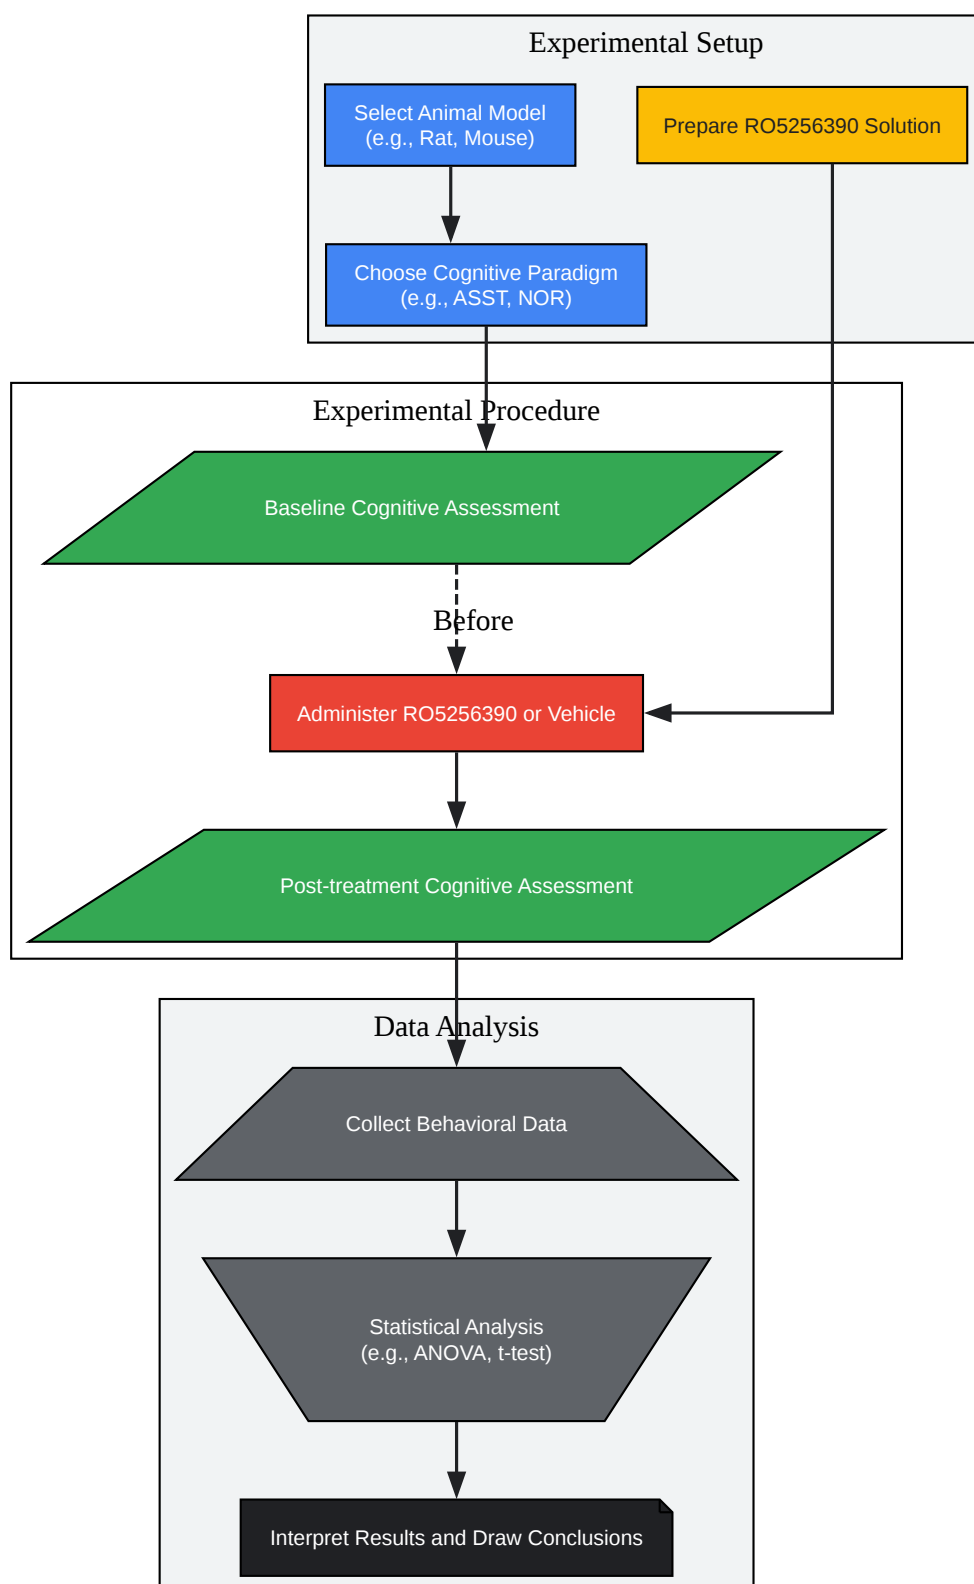 Experimental Setup
Select Animal Model
(e.g., Rat, Mouse)
Prepare RO5256390 Solution
Choose Cognitive Paradigm
(e.g., ASST, NOR)
Experimental Procedure
Baseline Cognitive Assessment
Before
Administer RO5256390 or Vehicle
Post-treatment Cognitive Assessment
Data Analysis
Collect Behavioral Data
Statistical Analysis
(e.g., ANOVA, t-test)
Interpret Results and Draw Conclusions